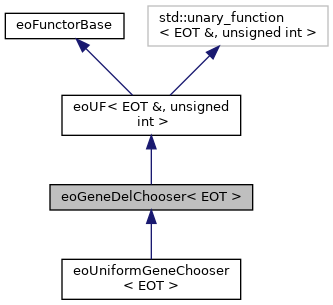 eoFunctorBase
std::unary_function
< EOT &, unsigned int >
eoUF< EOT &, unsigned
int >
eoGeneDelChooser< EOT >
eoUniformGeneChooser
< EOT >